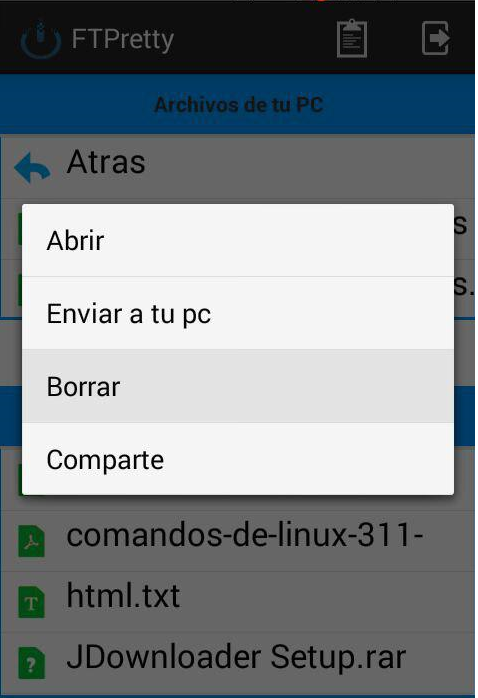 FTPretty
Archivos de tu PC
Atras
s
s.
Abrir
Enviar a tu pc
Borrar
Comparte
comandos-de-linux-311-
html.txt
JDownloader Setup.rar